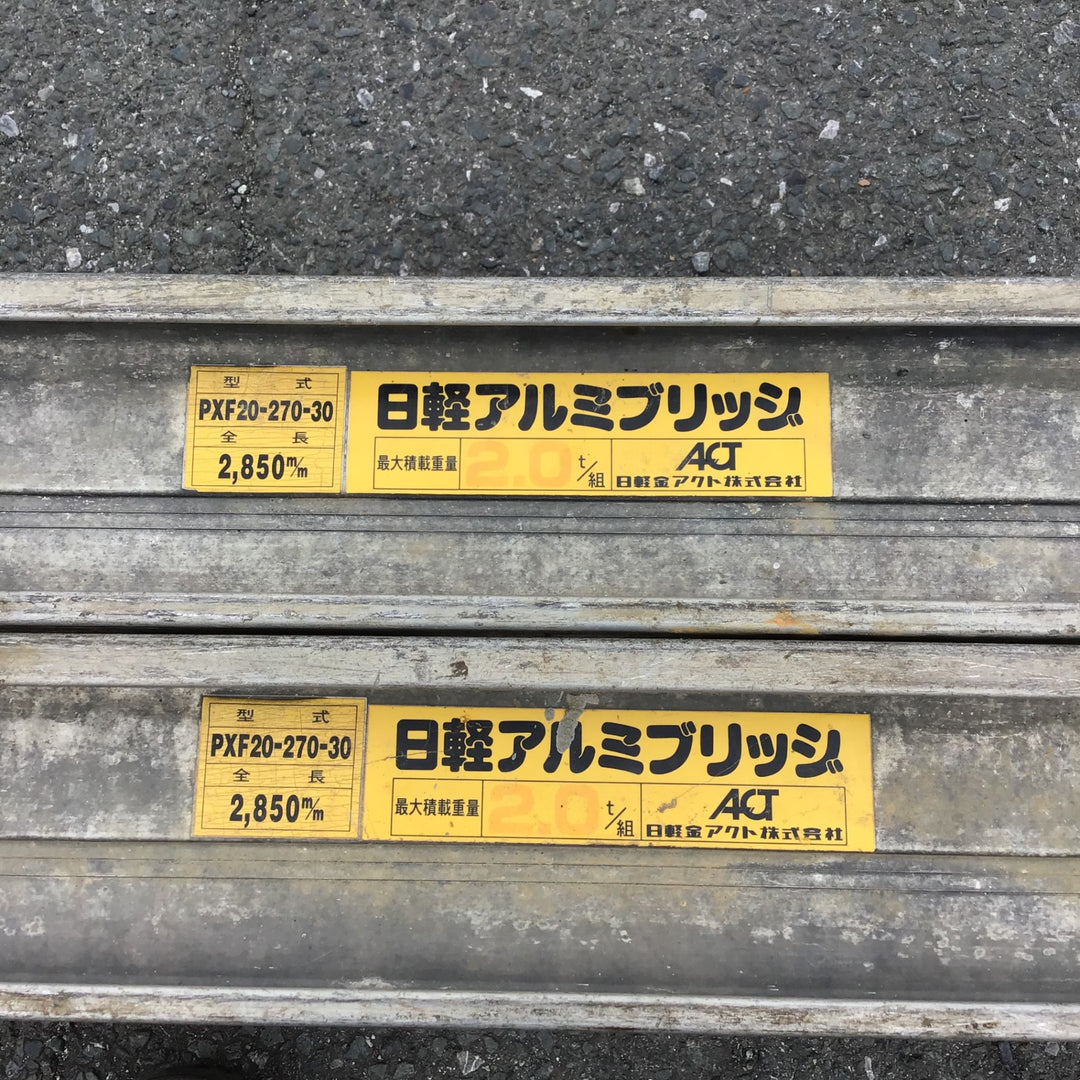 型 式
PXF20-270-30
全 長
2,850m/m
日軽アルミブリッジ
最大積載重量 2.0 t/組
ACT
日軽金アクト株式会社
型 式
PXF20-270-30
全 長
2,850m/m
日軽アルミブリッジ
最大積載重量 2.0 t/組
ACT
日軽金アクト株式会社